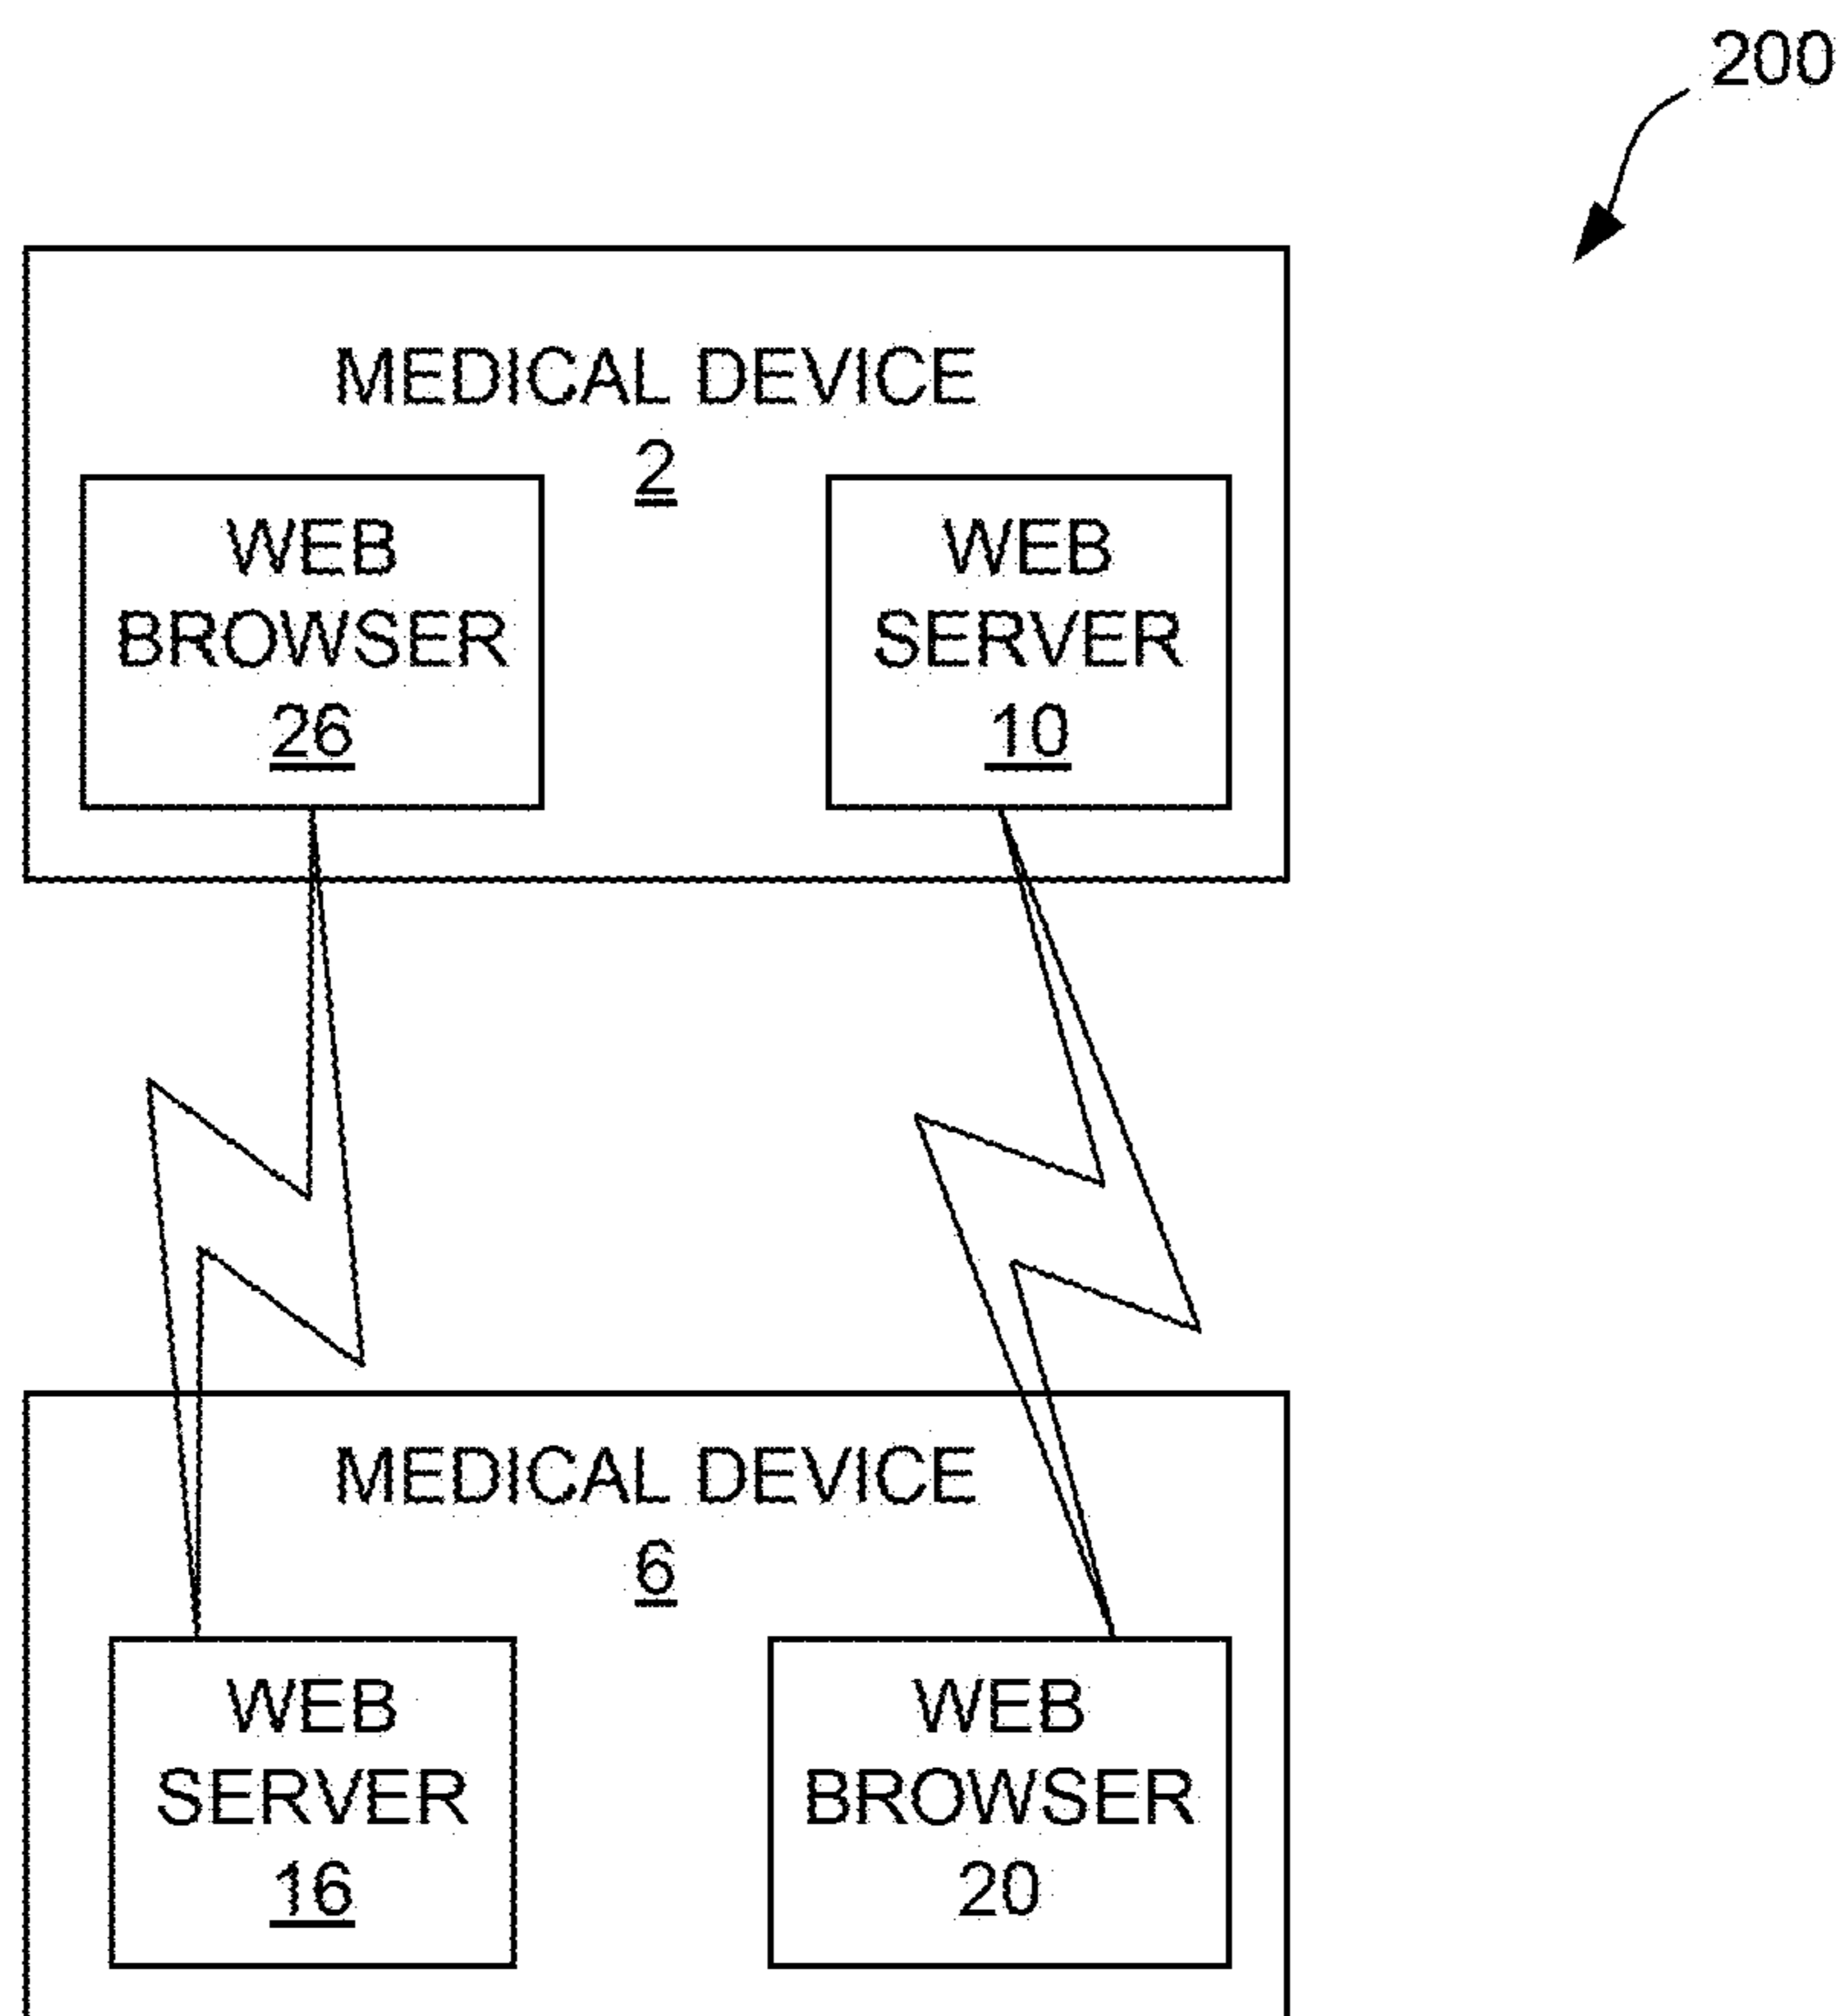 200
MEDICAL DEVICE
2
WEB
BROWSER
26
WEB
SERVER
10
MEDICAL DEVICE
6
WEB
SERVER
16
WEB
BROWSER
20